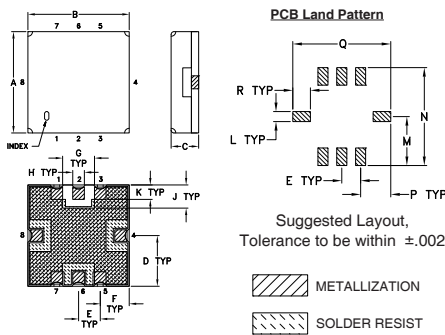 PCB Land Pattern
B
7 6 5
A
8
4
INDEX
1 2 3
C
Q
R TYP
L TYP
N
M
E TYP
P TYP
G TYP
H TYP
1 2 3
K TYP
J TYP
8
4
D TYP
7 6 5
E TYP
F TYP
Suggested Layout,
Tolerance to be within ±.002
METALLIZATION
SOLDER RESIST